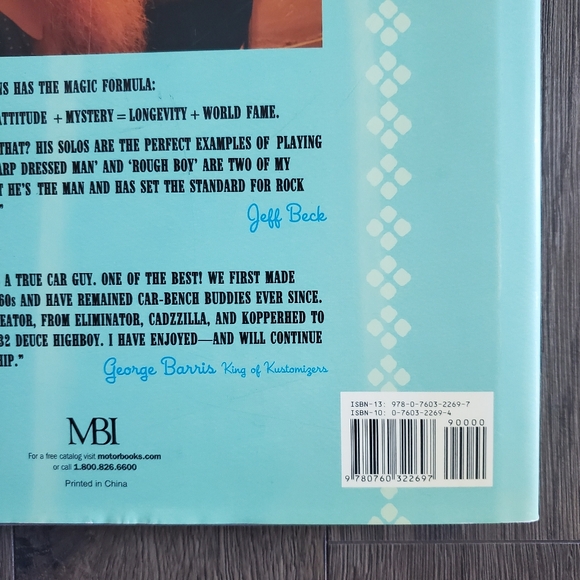 HAS THE MAGIC FORMULA:
ATTITUDE + MYSTERY = LONGEVITY + WORLD FAME.
THAT? HIS SOLOS ARE THE PERFECT EXAMPLES OF PLAYING
DRESSED MAN' AND 'ROUGH BOY' ARE TWO OF MY
HE'S THE MAN AND HAS SET THE STANDARD FOR ROCK
"
Jeff Beck
A TRUE CAR GUY. ONE OF THE BEST! WE FIRST MADE
60s AND HAVE REMAINED CAR-BENCH BUDDIES EVER SINCE.
EATOR, FROM ELIMINATOR, CADZZILLA, AND KOPPERHED TO
32 DEUCE HIGHBOY. I HAVE ENJOYED—AND WILL CONTINUE
HIP."
George Barris King of Kustomizers
ISBN-13: 978-0-7603-2269-7
ISBN-10: 0-7603-2269-4
90000
9 780760 322697
MBI
For a free catalog visit motorbooks.com
or call 1.800.826.6600
Printed in China